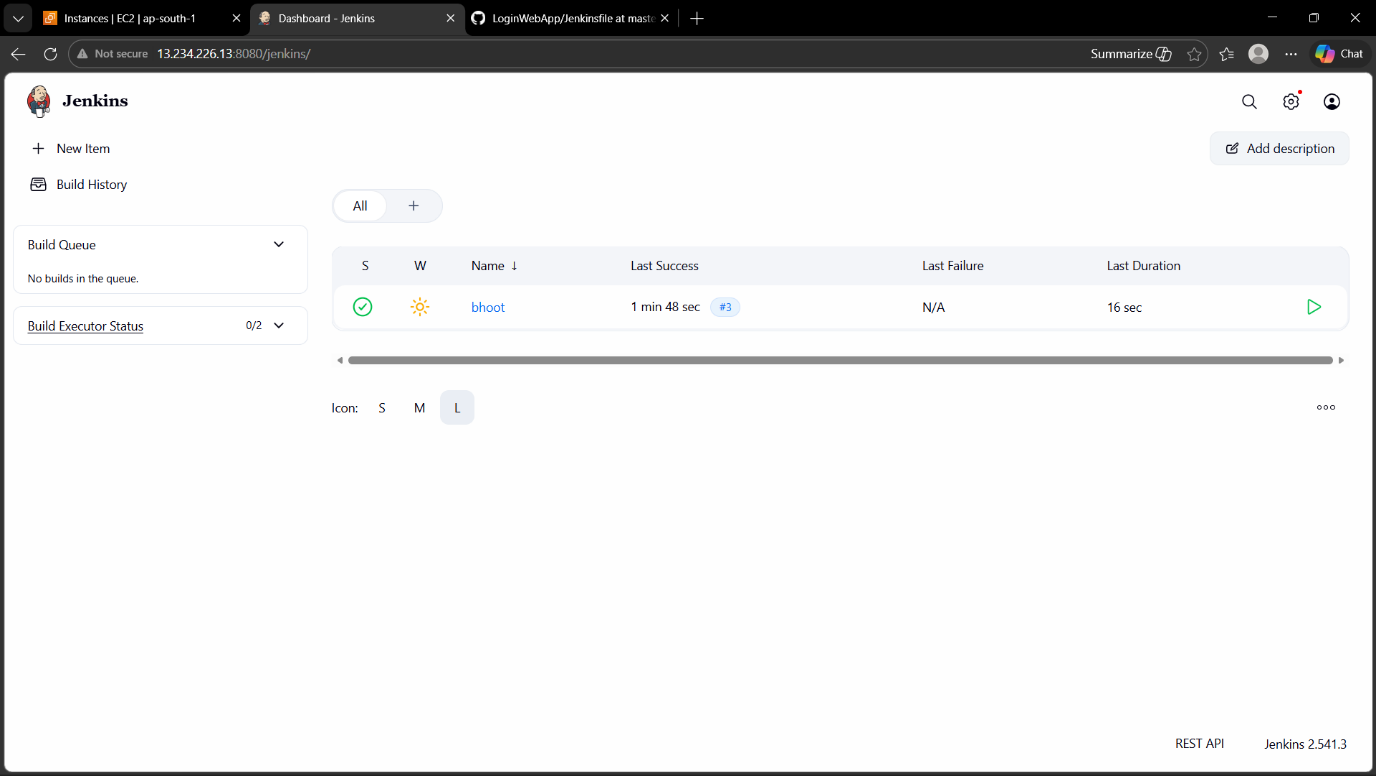 Instances | EC2 | ap-south-1
Dashboard - Jenkins
LoginWebApp/Jenkinsfile at maste
Not secure
13.234.226.13:8080/jenkins/
Summarize
Chat
Jenkins
New Item
Add description
Build History
All
Build Queue
No builds in the queue.
S W Name ↓ Last Success Last Failure Last Duration
bhoot 1 min 48 sec #3 N/A 16 sec
Build Executor Status 0/2
Icon: S M L
REST API Jenkins 2.541.3